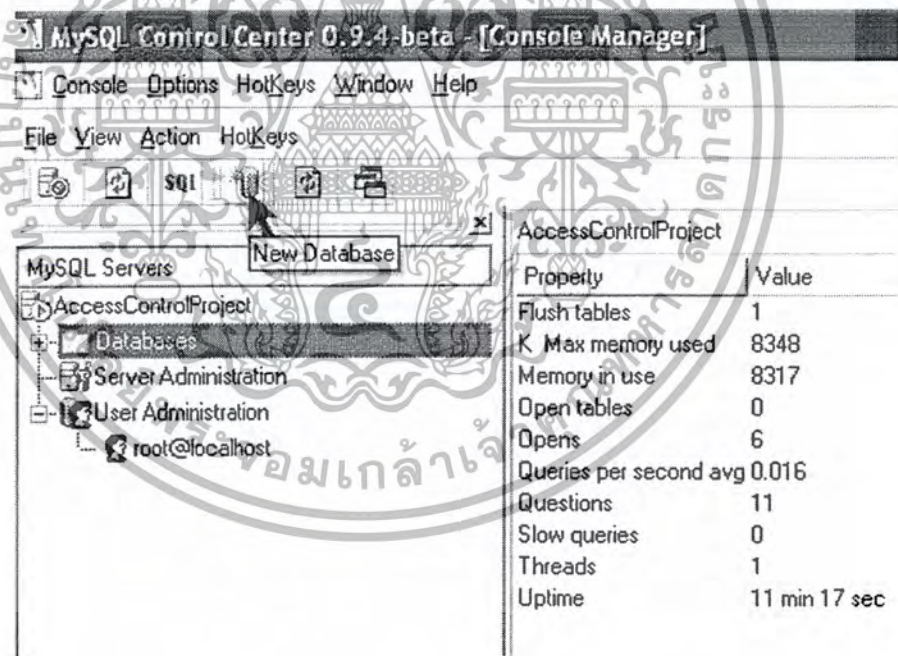 MySQL Control Center 0.9.4-beta - [Console Manager]
Console Options HotKeys Window Help
File View Action HotKeys
SQL
New Database
MySQL Servers
AccessControlProject
Databases
Server Administration
User Administration
root@localhost
AccessControlProject
Property Value
Flush tables 1
K Max memory used 8348
Memory in use 8317
Open tables 0
Opens 6
Queries per second avg 0.016
Questions 11
Slow queries 0
Threads 1
Uptime 11 min 17 sec